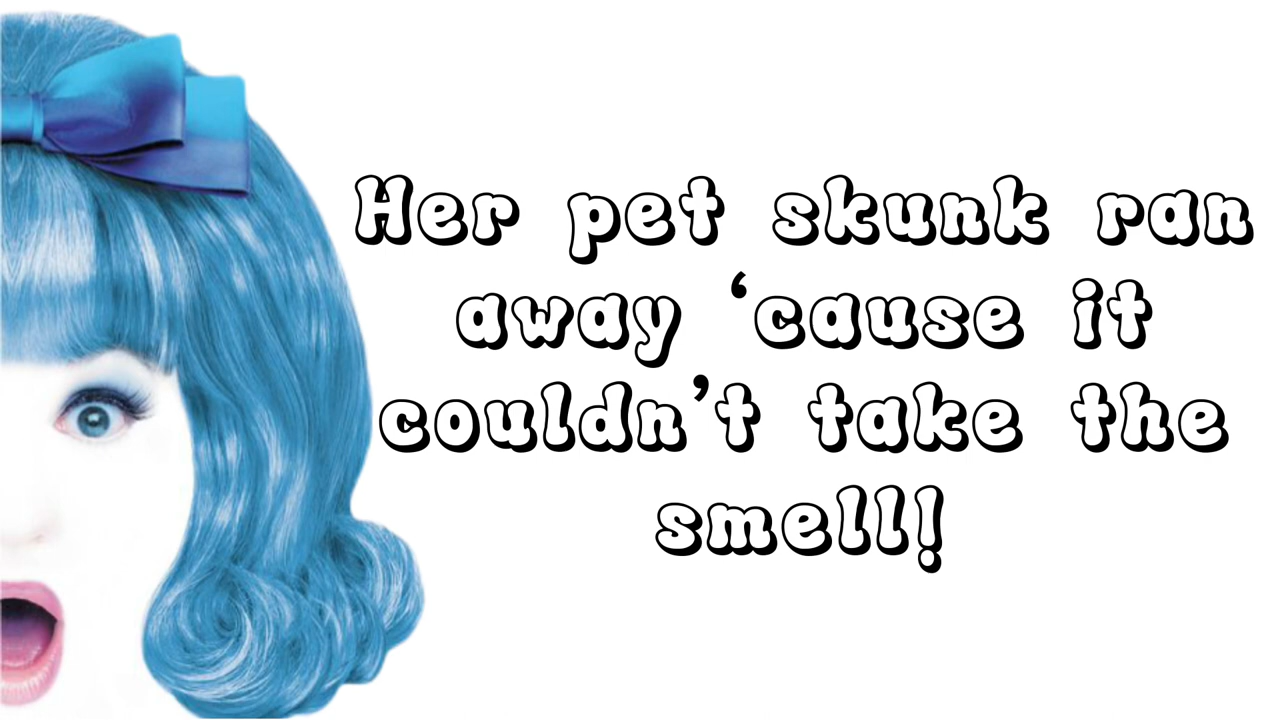 Her pet skunk ran
away ‘cause it
couldn’t take the
smell!